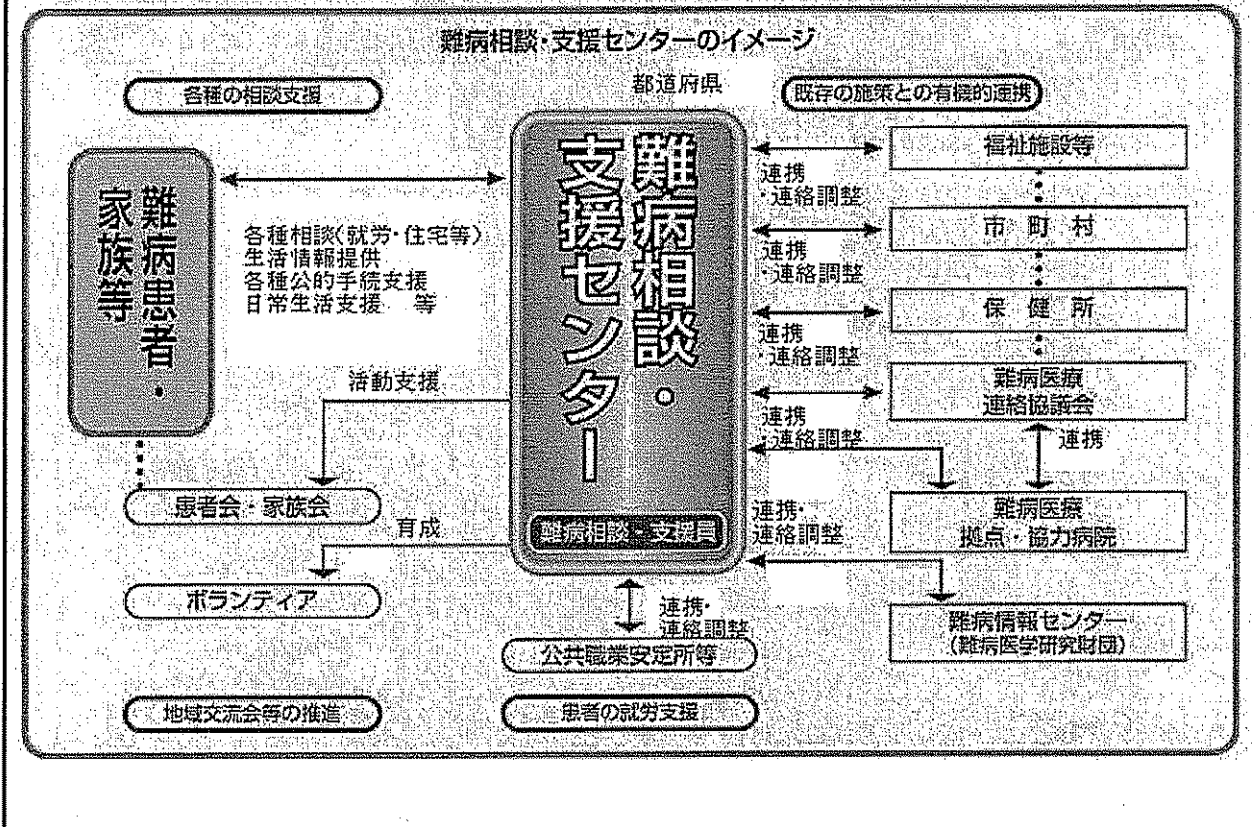 難病相談・支援センターのイメージ
各種の相談支援
都道府県
既存の施策との有機的連携
難病患者・
家族等
各種相談(就労・住宅等)
生活情報提供
各種公的手続支援
日常生活支援 等
難病相談・
支援センター
難病相談・支援員
連携
・連絡調整
福祉施設等
連携
・連絡調整
市町村
連携
・連絡調整
保健所
連携
・連絡調整
難病医療
連絡協議会
連携
活動支援
患者会・家族会
育成
ボランティア
連携・
連絡調整
難病医療
拠点・協力病院
難病情報センター
(難病医学研究財団)
連携・
連絡調整
公共職業安定所等
地域交流会等の推進
患者の就労支援